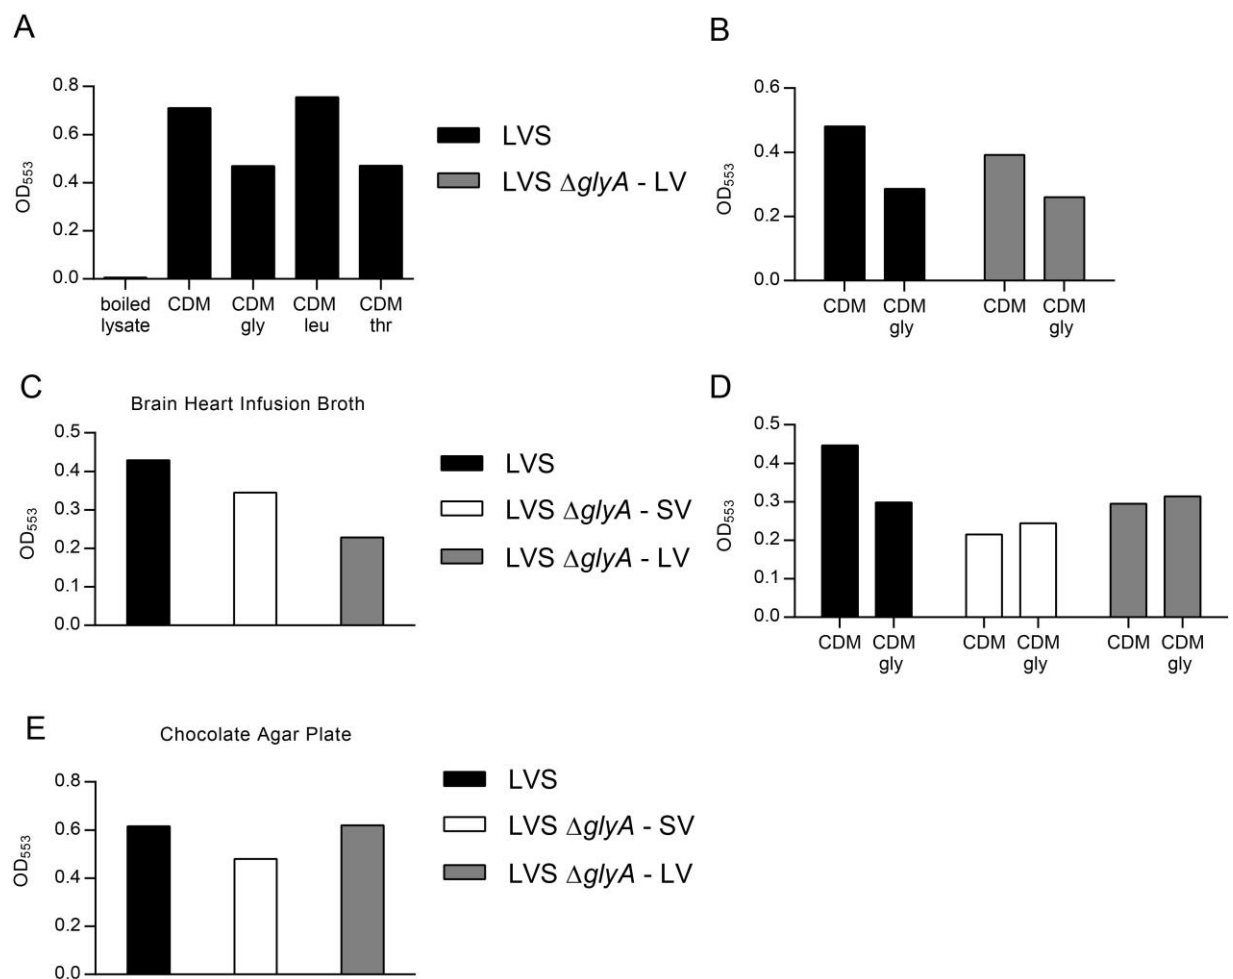 A
OD553
0.8
0.6
0.4
0.2
0.0
boiled lysate
CDM
CDM gly
CDM leu
CDM thr
LVS
LVS ΔglyA - LV
B
OD553
0.6
0.4
0.2
0.0
CDM
CDM gly
CDM
CDM gly
C
Brain Heart Infusion Broth
OD553
0.5
0.4
0.3
0.2
0.1
0.0
LVS
LVS ΔglyA - SV
LVS ΔglyA - LV
D
OD553
0.5
0.4
0.3
0.2
0.1
0.0
CDM
CDM gly
CDM
CDM gly
CDM
CDM gly
E
Chocolate Agar Plate
OD553
0.8
0.6
0.4
0.2
0.0
LVS
LVS ΔglyA - SV
LVS ΔglyA - LV